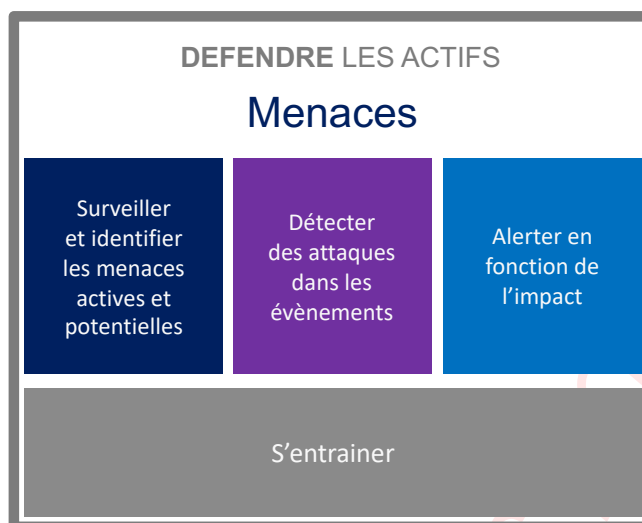 DEFENDRE LES ACTIFS
Menaces
Surveiller
et identifier
les menaces
actives et
potentielles
Détecter
des attaques
dans les
évènements
Alerter en
fonction de
l’impact
S’entrainer